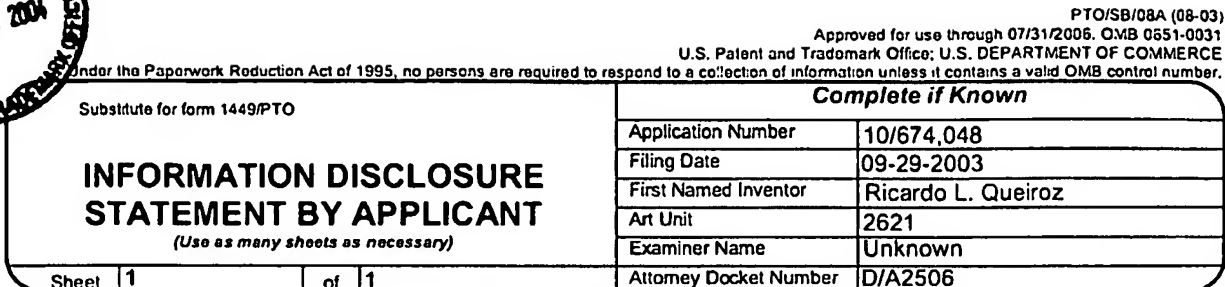 2004
PTO/SB/08A (08-03)
Approved for use through 07/31/2006. OMB 0651-0031
U.S. Patent and Trademark Office; U.S. DEPARTMENT OF COMMERCE
Under the Paperwork Reduction Act of 1995, no persons are required to respond to a collection of information unless it contains a valid OMB control number.
Substitute for form 1449/PTO
INFORMATION DISCLOSURE
STATEMENT BY APPLICANT
(Use as many sheets as necessary)
Sheet 1 of 1
Complete if Known
Application Number 10/674,048
Filing Date 09-29-2003
First Named Inventor Ricardo L. Queiroz
Art Unit 2621
Examiner Name Unknown
Attorney Docket Number D/A2506